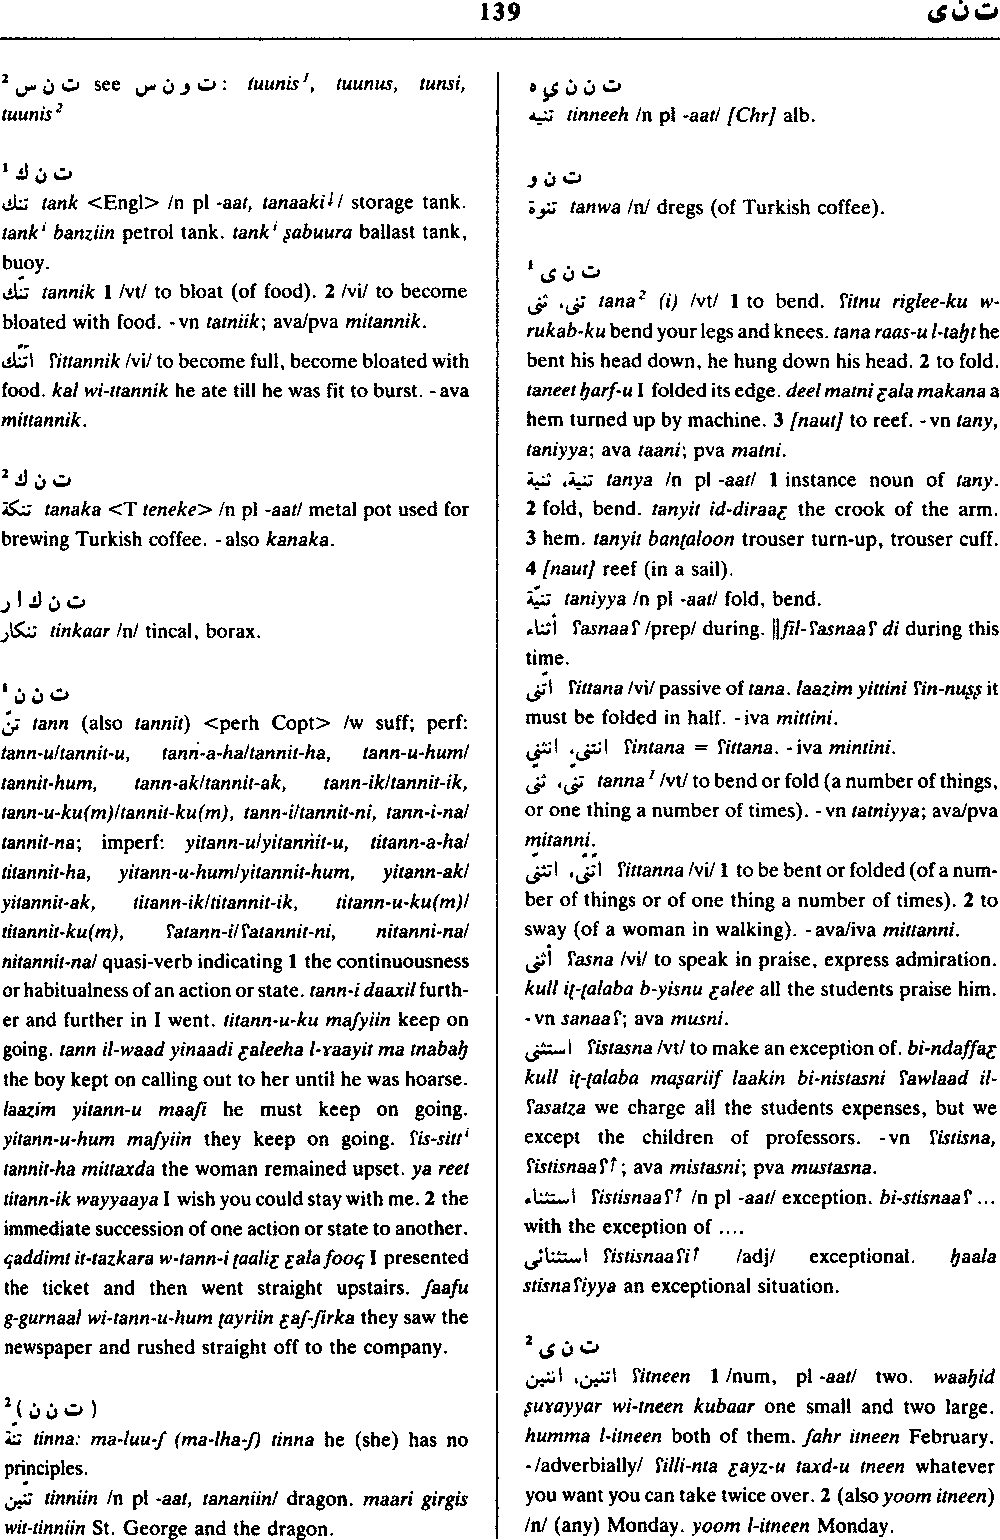 139
ت ن ى
² ت ن س see ت و ن س : tuunis¹, tuunus, tunsi,
tuunis²
¹ ت ن ك
تنك tank <Engl> /n pl -aat, tanaakiꜜ/ storage tank.
tankⁱ banziin petrol tank. tankⁱ ṣabuura ballast tank,
buoy.
تنّك tannik 1 /vt/ to bloat (of food). 2 /vi/ to become
bloated with food. -vn tatniik; ava/pva mitannik.
اتّنّك ʕittannik /vi/ to become full, become bloated with
food. kal wi-ttannik he ate till he was fit to burst. -ava
mittannik.
² ت ن ك
تنكة tanaka <T teneke> /n pl -aat/ metal pot used for
brewing Turkish coffee. -also kanaka.
ت ن ك ا ر
تنكار tinkaar /n/ tincal, borax.
¹ ت ن ن
تنّ tann (also tannit) <perh Copt> /w suff; perf:
tann-u/tannit-u, tann-a-ha/tannit-ha, tann-u-hum/
tannit-hum, tann-ak/tannit-ak, tann-ik/tannit-ik,
tann-u-ku(m)/tannit-ku(m), tann-i/tannit-ni, tann-i-na/
tannit-na; imperf: yitann-u/yitannit-u, titann-a-ha/
titannit-ha, yitann-u-hum/yitannit-hum, yitann-ak/
yitannit-ak, titann-ik/titannit-ik, titann-u-ku(m)/
titannit-ku(m), ʕatann-i/ʕatannit-ni, nitanni-na/
nitannit-na/ quasi-verb indicating 1 the continuousness
or habitualness of an action or state. tann-i daaxil furth-
er and further in I went. titann-u-ku maʃyiin keep on
going. tann il-waad yinaadi ƹaleeha l-ɤaayit ma tnabaḥ
the boy kept on calling out to her until he was hoarse.
laazim yitann-u maaʃi he must keep on going.
yitann-u-hum maʃyiin they keep on going. ʕis-sittⁱ
tannit-ha mittaxda the woman remained upset. ya reet
titann-ik wayyaaya I wish you could stay with me. 2 the
immediate succession of one action or state to another.
qaddimt it-tazkara w-tann-i ṭaaliƹ ƹala fooq I presented
the ticket and then went straight upstairs. ʃaafu
g-gurnaal wi-tann-u-hum ṭayriin ƹaʃ-ʃirka they saw the
newspaper and rushed straight off to the company.
² (ت ن ن)
تنّة tinna: ma-luu-ʃ (ma-lha-ʃ) tinna he (she) has no
principles.
تنّين tinniin /n pl -aat, tananiin/ dragon. maari girgis
wit-tinniin St. George and the dragon.
ت ن ن ي ه
تنيه tinneeh /n pl -aat/ [Chr] alb.
ت ن و
تنوة tanwa /n/ dregs (of Turkish coffee).
¹ ت ن ى
تنى، ثنى tana² (i) /vt/ 1 to bend. ʕitnu riglee-ku w-
rukab-ku bend your legs and knees. tana raas-u l-taḥt he
bent his head down, he hung down his head. 2 to fold.
taneet ḥarf-u I folded its edge. deel matni ƹala makana a
hem turned up by machine. 3 [naut] to reef. -vn tany,
taniyya; ava taani; pva matni.
تنية، ثنية tanya /n pl -aat/ 1 instance noun of tany.
2 fold, bend. tanyit id-diraaƹ the crook of the arm.
3 hem. tanyit banṭaloon trouser turn-up, trouser cuff.
4 [naut] reef (in a sail).
تنيّة taniyya /n pl -aat/ fold, bend.
أثناء ʕasnaaʕ /prep/ during. ‖fil-ʕasnaaʕ di during this
time.
اتّنى ʕittana /vi/ passive of tana. laazim yittini ʕin-nuṣṣ it
must be folded in half. -iva mittini.
انتنى، انثنى ʕintana = ʕittana. -iva mintini.
تنّى، ثنّى tanna¹ /vt/ to bend or fold (a number of things,
or one thing a number of times). -vn tatniyya; ava/pva
mitanni.
اتّنّى، اتثنّى ʕittanna /vi/ 1 to be bent or folded (of a num-
ber of things or of one thing a number of times). 2 to
sway (of a woman in walking). -ava/iva mittanni.
أثنى ʕasna /vi/ to speak in praise, express admiration.
kull iṭ-ṭalaba b-yisnu ƹalee all the students praise him.
-vn sanaaʕ; ava musni.
استثنى ʕistasna /vt/ to make an exception of. bi-ndaffaƹ
kull iṭ-ṭalaba maṣariif laakin bi-nistasni ʕawlaad il-
ʕasatẓa we charge all the students expenses, but we
except the children of professors. -vn ʕistisna,
ʕistisnaaʕ↑; ava mistasni; pva mustasna.
استثناء ʕistisnaaʕ↑ /n pl -aat/ exception. bi-stisnaaʕ ...
with the exception of ....
استثنائى ʕistisnaaʕi↑ /adj/ exceptional. ḥaala
stisnaʕiyya an exceptional situation.
² ت ن ى
اتنين، اثنين ʕitneen 1 /num, pl -aat/ two. waaḥid
ṣuɤayyar wi-tneen kubaar one small and two large.
humma l-itneen both of them. ʃahr itneen February.
-/adverbially/ ʕilli-nta ƹayz-u taxd-u tneen whatever
you want you can take twice over. 2 (also yoom itneen)
/n/ (any) Monday. yoom l-itneen Monday.